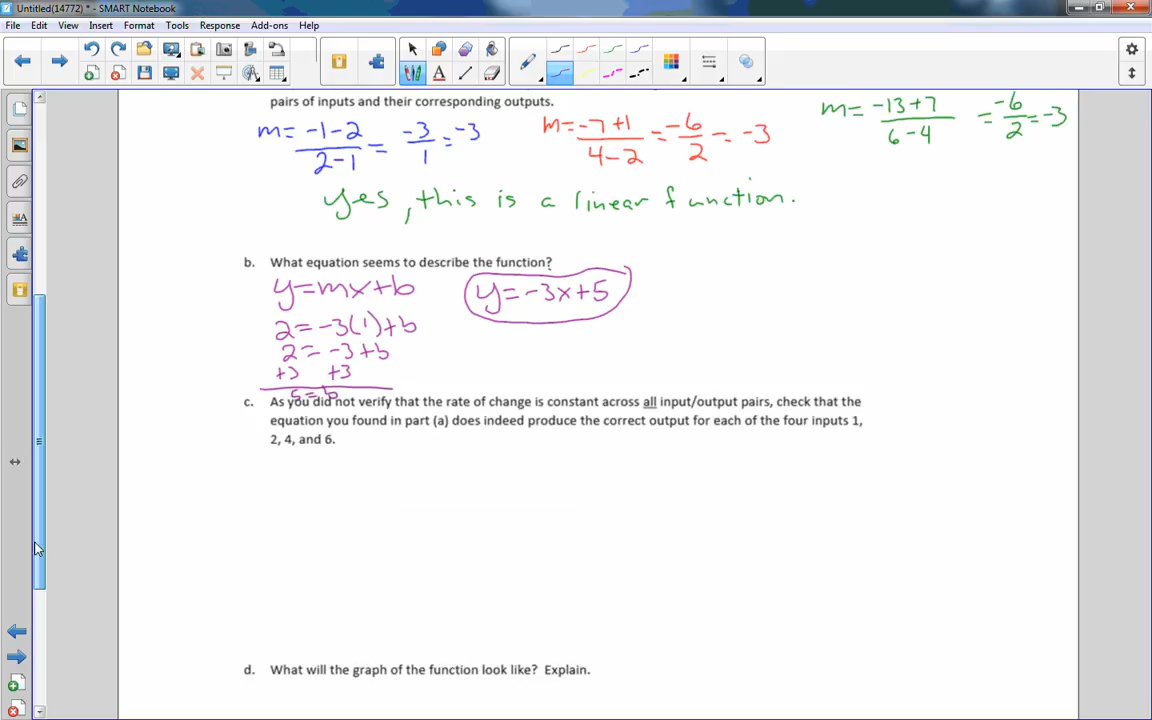 Untitled(14772) * - SMART Notebook
File Edit View Insert Format Tools Response Add-ons Help
pairs of inputs and their corresponding outputs.
m= -1-2 / 2-1 = -3/1 = -3
m= -7+1 / 4-2 = -6/2 = -3
m= -13+7 / 6-4 = -6/2 = -3
yes, this is a linear function.
b. What equation seems to describe the function?
y=mx+b
y=-3x+5
2=-3(1)+b
2=-3+b
+3 +3
5=b
c. As you did not verify that the rate of change is constant across all input/output pairs, check that the
equation you found in part (a) does indeed produce the correct output for each of the four inputs 1,
2, 4, and 6.
d. What will the graph of the function look like? Explain.